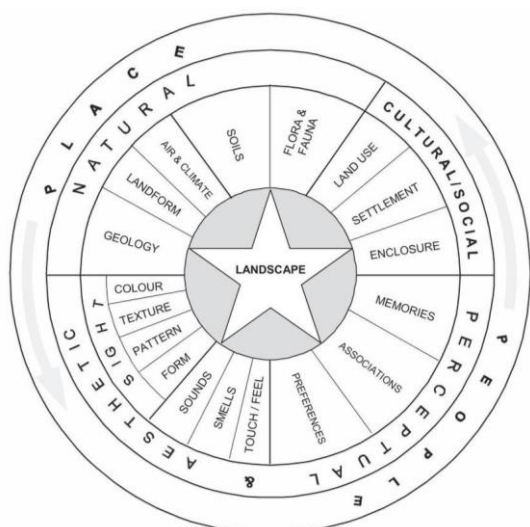 PLACE
NATURAL
CULTURAL/SOCIAL
GEOLOGY
LANDFORM
AIR & CLIMATE
SOILS
FLORA &
FAUNA
LAND USE
SETTLEMENT
ENCLOSURE
LANDSCAPE
MEMORIES
ASSOCIATIONS
PREFERENCES
TOUCH / FEEL
SMELLS
SOUNDS
FORM
PATTERN
TEXTURE
COLOUR
SIGHT
AESTHETIC & PERCEPTUAL
PEOPLE